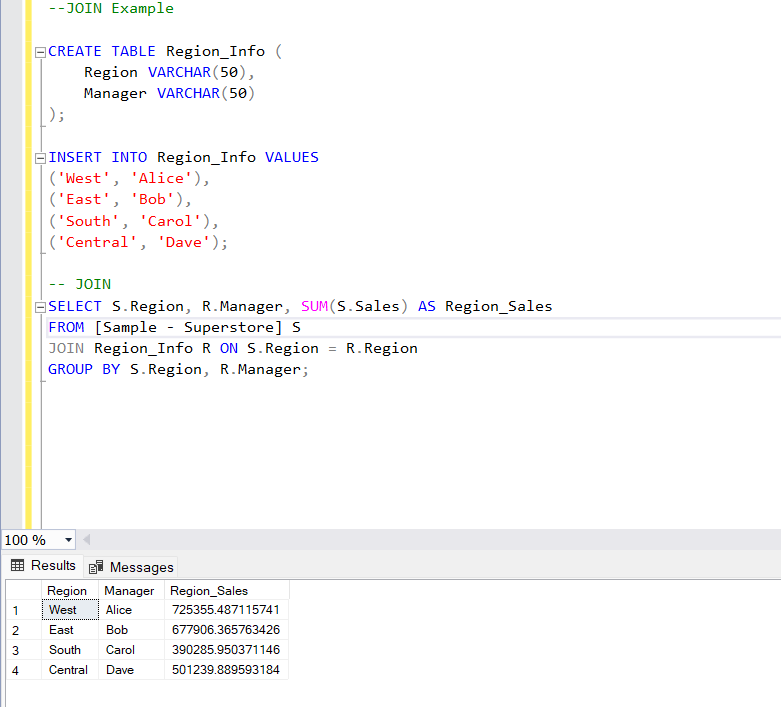 --JOIN Example
CREATE TABLE Region_Info (
    Region VARCHAR(50),
    Manager VARCHAR(50)
);
INSERT INTO Region_Info VALUES
('West', 'Alice'),
('East', 'Bob'),
('South', 'Carol'),
('Central', 'Dave');
-- JOIN
SELECT S.Region, R.Manager, SUM(S.Sales) AS Region_Sales
FROM [Sample - Superstore] S
JOIN Region_Info R ON S.Region = R.Region
GROUP BY S.Region, R.Manager;
100 %
Results Messages
Region Manager Region_Sales
1 West Alice 725355.487115741
2 East Bob 677906.365763426
3 South Carol 390285.950371146
4 Central Dave 501239.889593184